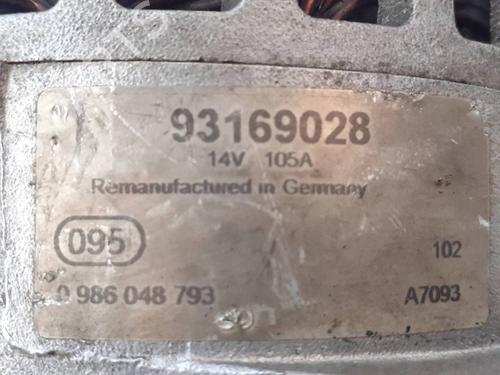 93169028
14V 105A
Remanufactured in Germany
095
102
0 986 048 793
A7093